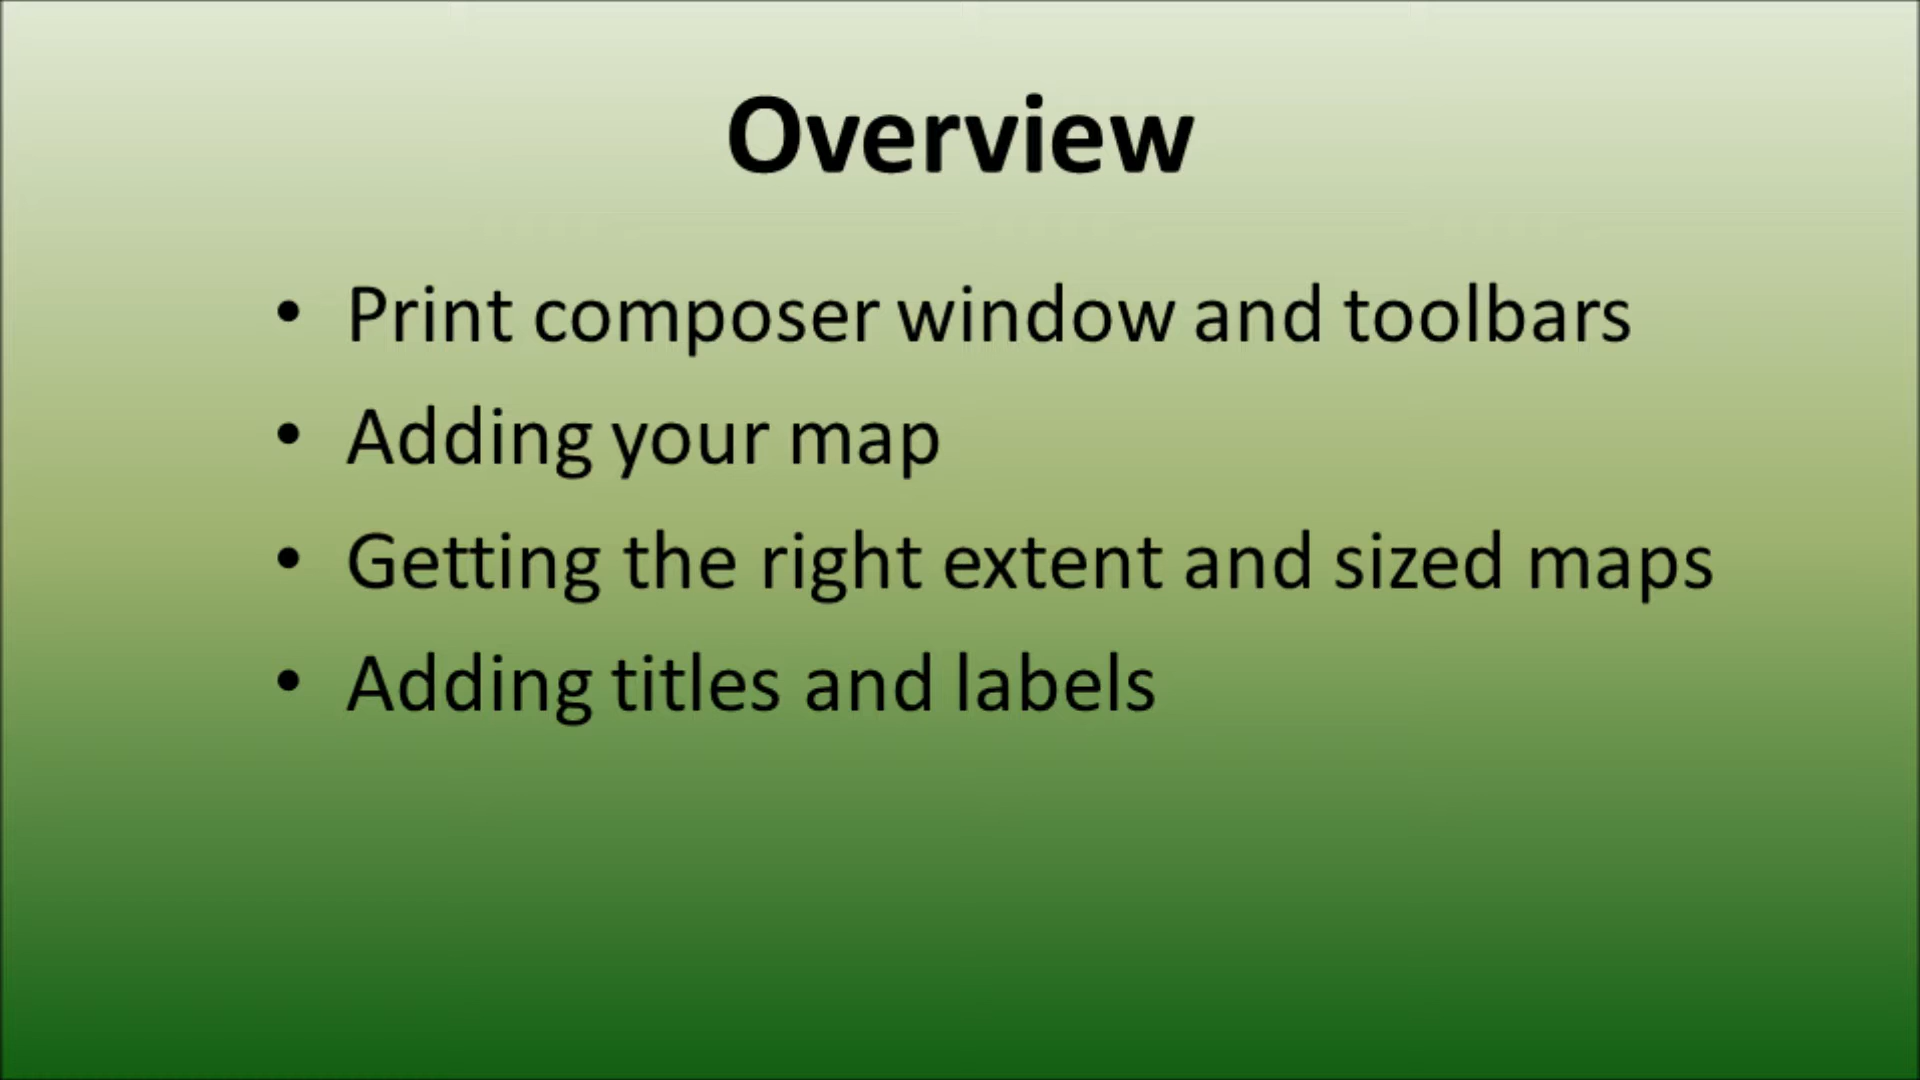 Overview
• Print composer window and toolbars
• Adding your map
• Getting the right extent and sized maps
• Adding titles and labels